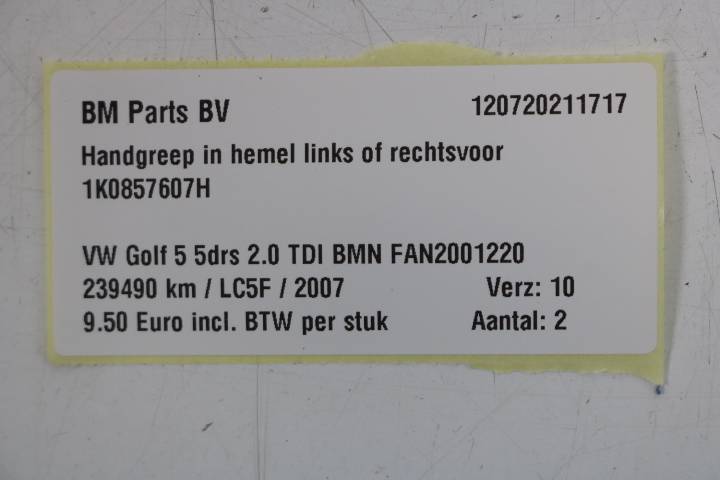 BM Parts BV 120720211717
Handgreep in hemel links of rechtsvoor
1K0857607H
VW Golf 5 5drs 2.0 TDI BMN FAN2001220
239490 km / LC5F / 2007 Verz: 10
9.50 Euro incl. BTW per stuk Aantal: 2